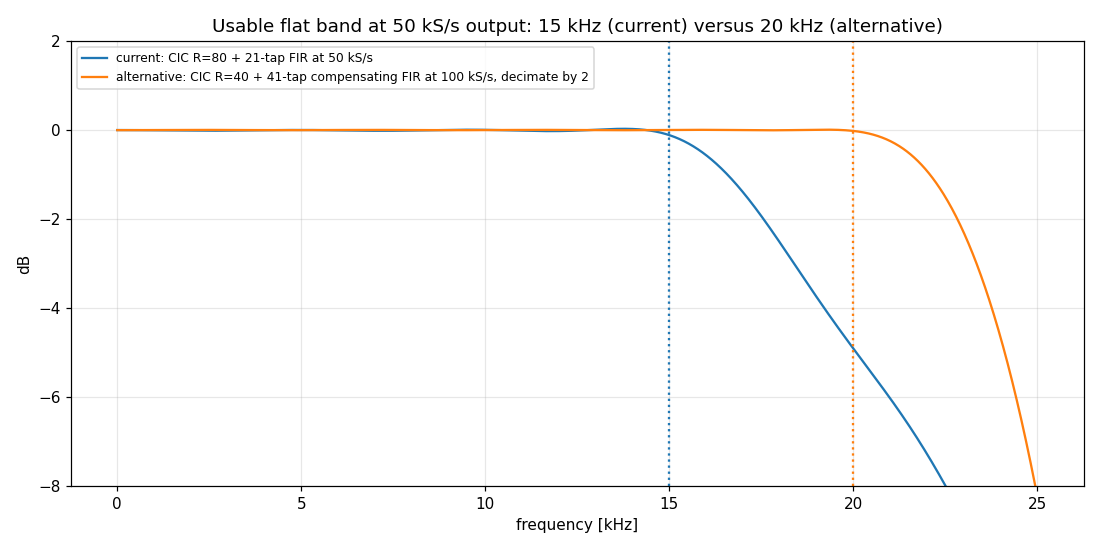 Usable flat band at 50 kS/s output: 15 kHz (current) versus 20 kHz (alternative)
current: CIC R=80 + 21-tap FIR at 50 kS/s
alternative: CIC R=40 + 41-tap compensating FIR at 100 kS/s, decimate by 2
dB
2
0
−2
−4
−6
−8
0 5 10 15 20 25
frequency [kHz]